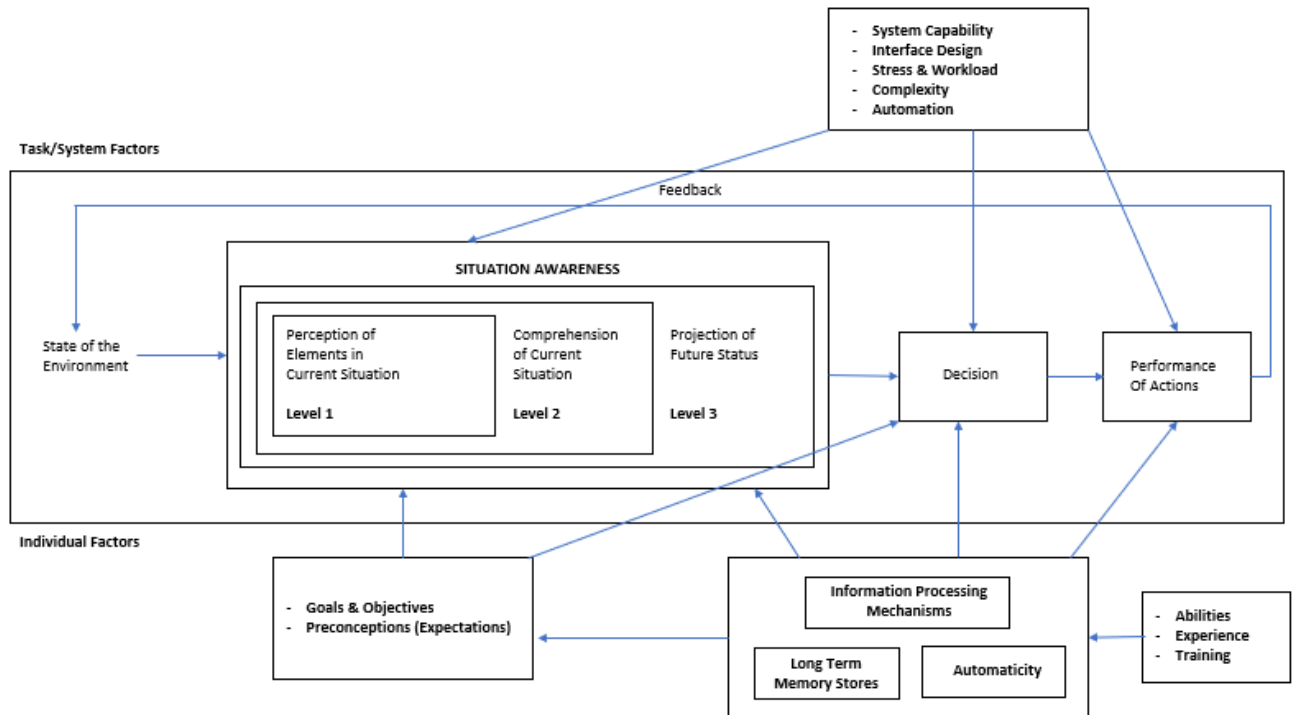 - System Capability
- Interface Design
- Stress & Workload
- Complexity
- Automation
Task/System Factors
Feedback
SITUATION AWARENESS
State of the
Environment
Perception of
Elements in
Current Situation
Level 1
Comprehension
of Current
Situation
Level 2
Projection of
Future Status
Level 3
Decision
Performance
Of Actions
Individual Factors
- Goals & Objectives
- Preconceptions (Expectations)
Information Processing
Mechanisms
Long Term
Memory Stores
Automaticity
- Abilities
- Experience
- Training